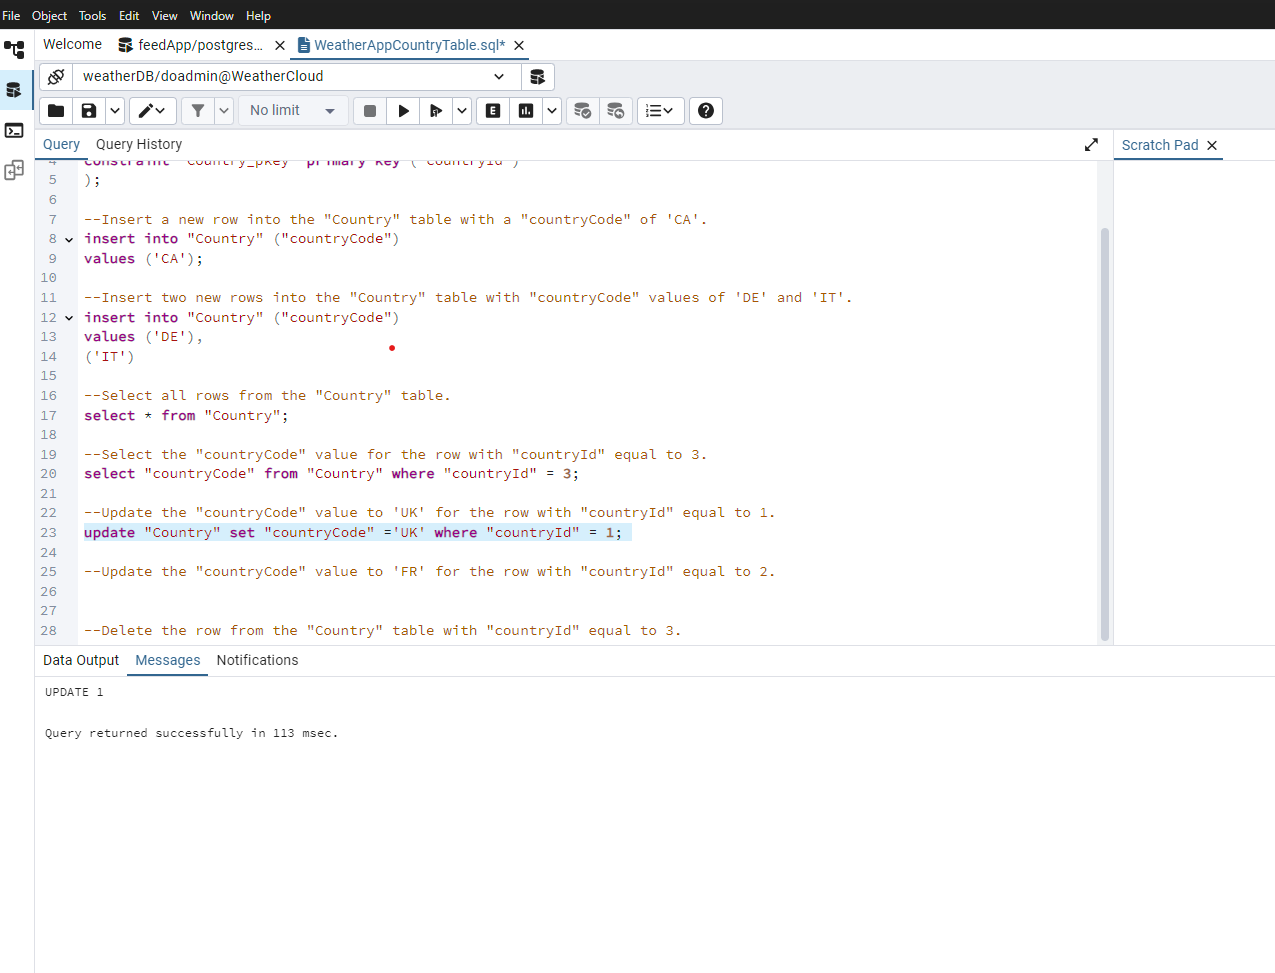 File Object Tools Edit View Window Help
Welcome feedApp/postgres... WeatherAppCountryTable.sql*
weatherDB/doadmin@WeatherCloud
No limit E
Query Query History Scratch Pad
4 constraint "Country_pkey" primary key ("countryId")
5 );
6
7 --Insert a new row into the "Country" table with a "countryCode" of 'CA'.
8 insert into "Country" ("countryCode")
9 values ('CA');
10
11 --Insert two new rows into the "Country" table with "countryCode" values of 'DE' and 'IT'.
12 insert into "Country" ("countryCode")
13 values ('DE'),
14 ('IT')
15
16 --Select all rows from the "Country" table.
17 select * from "Country";
18
19 --Select the "countryCode" value for the row with "countryId" equal to 3.
20 select "countryCode" from "Country" where "countryId" = 3;
21
22 --Update the "countryCode" value to 'UK' for the row with "countryId" equal to 1.
23 update "Country" set "countryCode" ='UK' where "countryId" = 1;
24
25 --Update the "countryCode" value to 'FR' for the row with "countryId" equal to 2.
26
27
28 --Delete the row from the "Country" table with "countryId" equal to 3.
Data Output Messages Notifications
UPDATE 1
Query returned successfully in 113 msec.